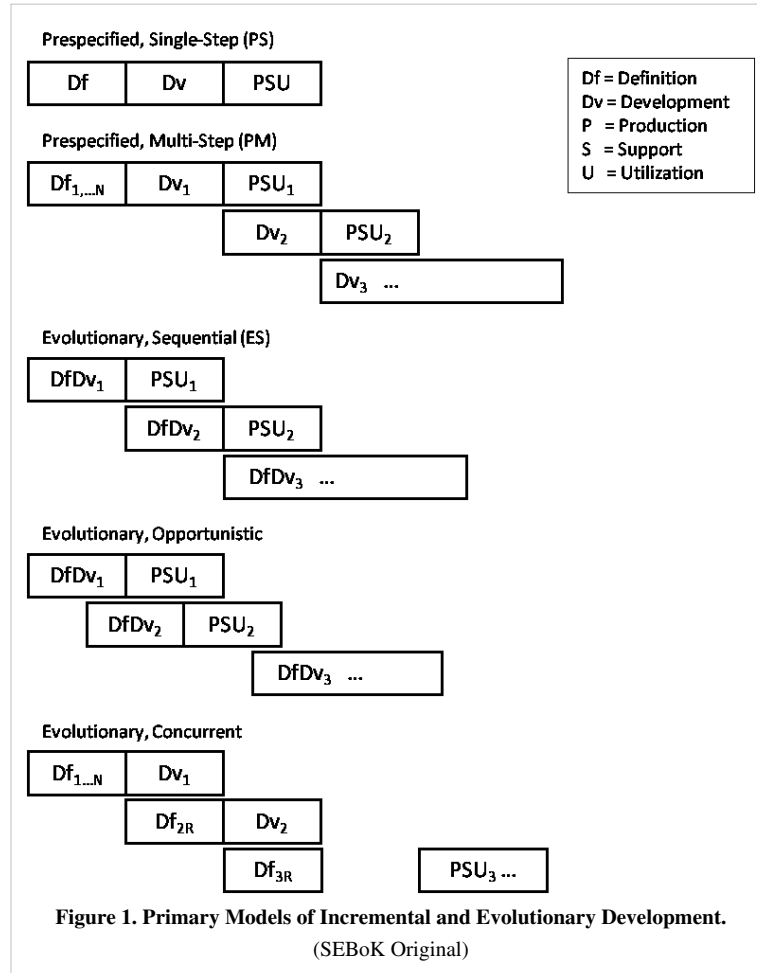 Prespecified, Single-Step (PS)
Df Dv PSU
Df = Definition
Dv = Development
P = Production
S = Support
U = Utilization
Prespecified, Multi-Step (PM)
Df₁,...N Dv₁ PSU₁
Dv₂ PSU₂
Dv₃ ...
Evolutionary, Sequential (ES)
DfDv₁ PSU₁
DfDv₂ PSU₂
DfDv₃ ...
Evolutionary, Opportunistic
DfDv₁ PSU₁
DfDv₂ PSU₂
DfDv₃ ...
Evolutionary, Concurrent
Df₁...N Dv₁
Df₂R Dv₂
Df₃R PSU₃ ...
Figure 1. Primary Models of Incremental and Evolutionary Development.
(SEBoK Original)